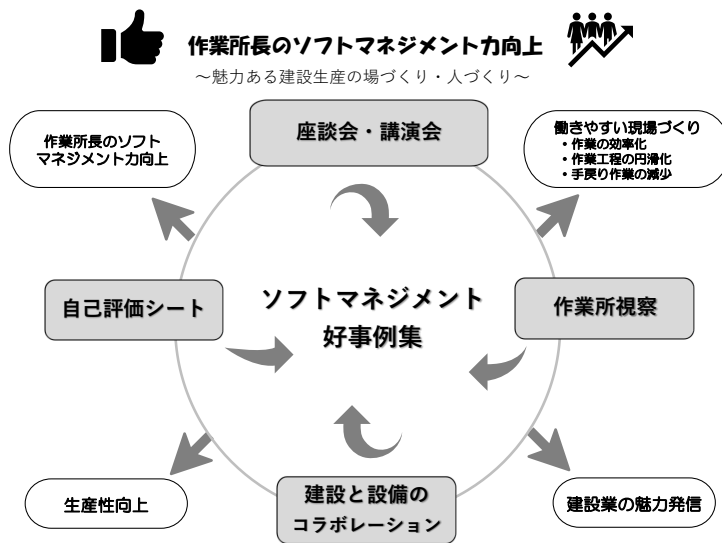 作業所長のソフトマネジメント力向上
～魅力ある建設生産の場づくり・人づくり～
座談会・講演会
作業所長のソフト
マネジメント力向上
働きやすい現場づくり
・作業の効率化
・作業工程の円滑化
・手戻り作業の減少
自己評価シート
ソフトマネジメント
好事例集
作業所視察
生産性向上
建設と設備の
コラボレーション
建設業の魅力発信